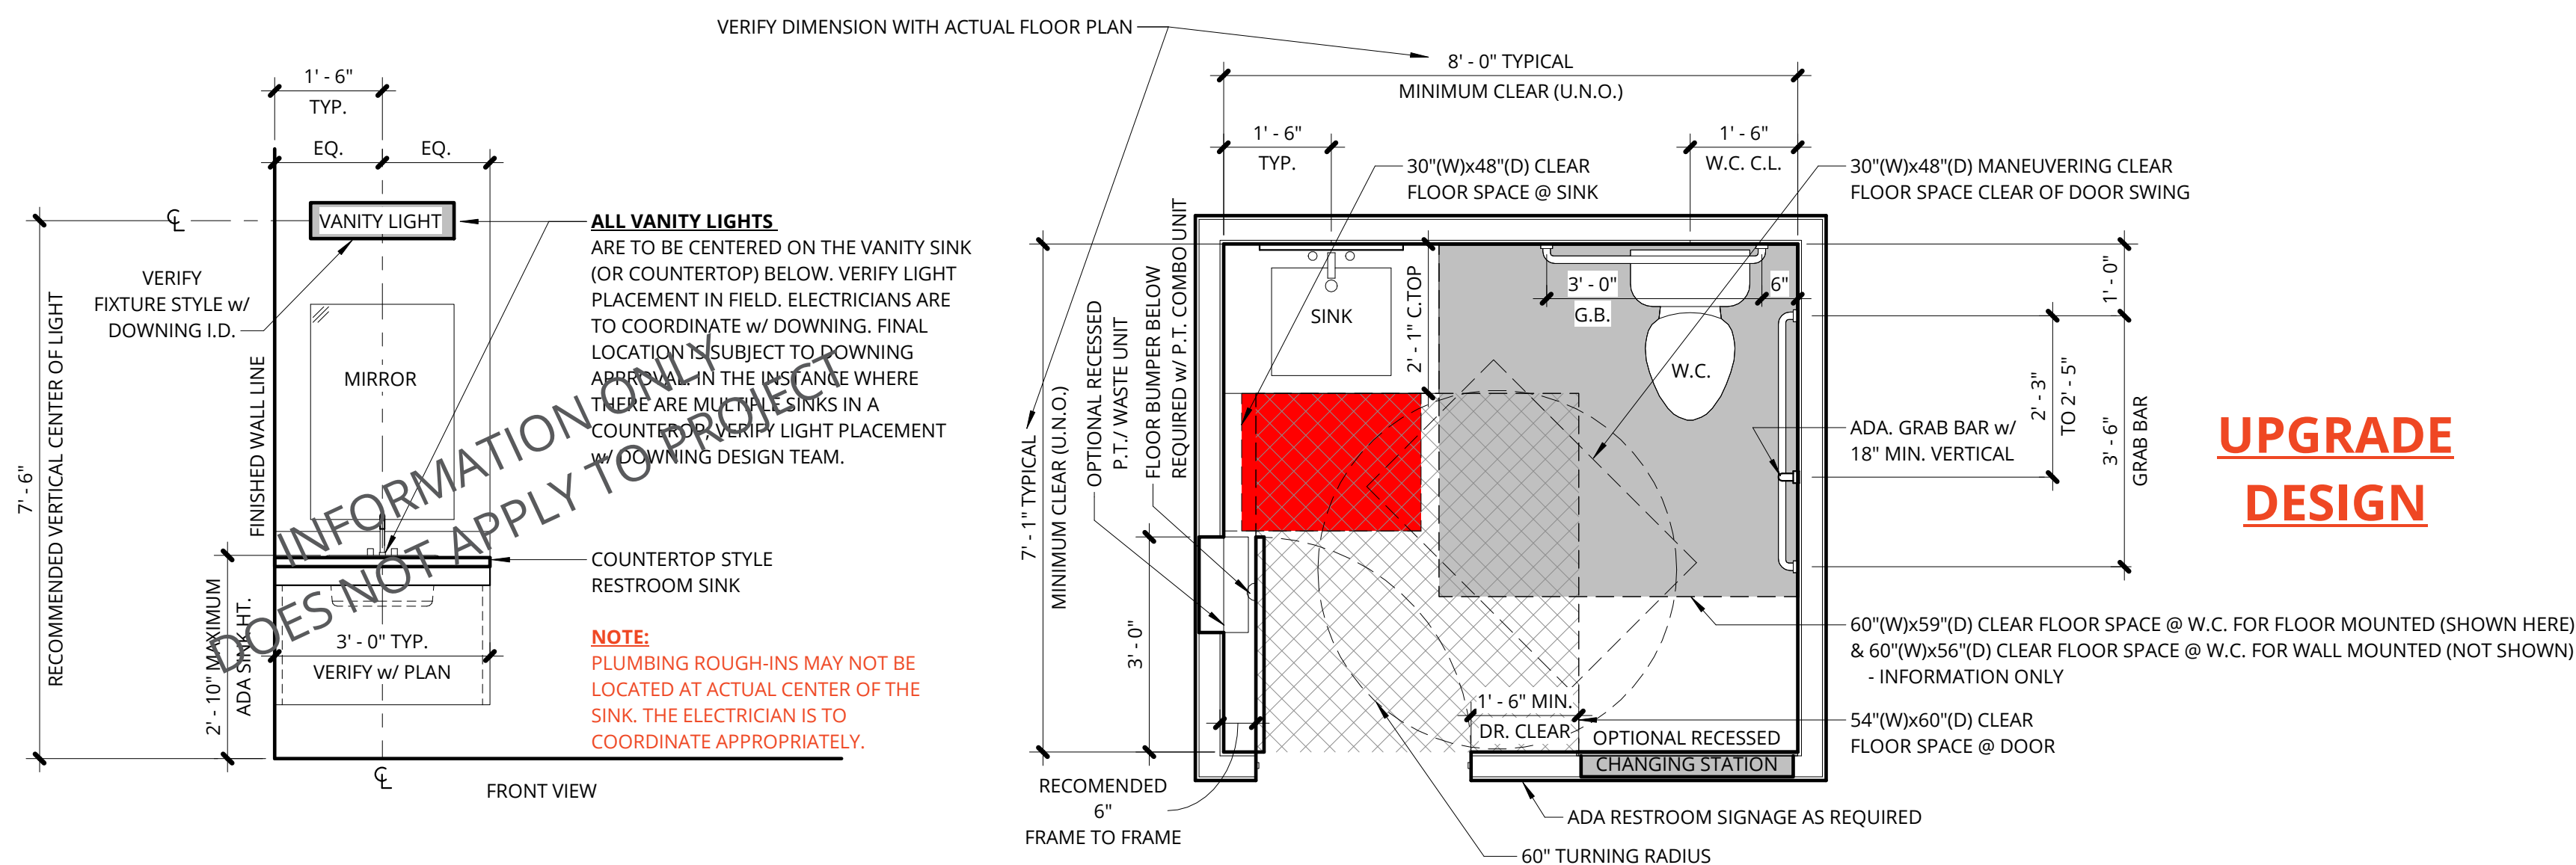 VERIFY DIMENSION WITH ACTUAL FLOOR PLAN
1' - 6"
TYP.
EQ.
EQ.
℄
VANITY LIGHT
VERIFY
FIXTURE STYLE w/
DOWNING I.D.
MIRROR
7' - 6"
RECOMMENDED VERTICAL CENTER OF LIGHT
FINISHED WALL LINE
2' - 10" MAXIMUM
ADA SINK HT.
3' - 0" TYP.
VERIFY w/ PLAN
℄
FRONT VIEW
ALL VANITY LIGHTS
ARE TO BE CENTERED ON THE VANITY SINK
(OR COUNTERTOP) BELOW. VERIFY LIGHT
PLACEMENT IN FIELD. ELECTRICIANS ARE
TO COORDINATE w/ DOWNING. FINAL
LOCATION IS SUBJECT TO DOWNING
APPROVAL. IN THE INSTANCE WHERE
THERE ARE MULTIPLE SINKS IN A
COUNTEROP, VERIFY LIGHT PLACEMENT
w/ DOWNING DESIGN TEAM.
INFORMATION ONLY
DOES NOT APPLY TO PROJECT
COUNTERTOP STYLE
RESTROOM SINK
NOTE:
PLUMBING ROUGH-INS MAY NOT BE
LOCATED AT ACTUAL CENTER OF THE
SINK. THE ELECTRICIAN IS TO
COORDINATE APPROPRIATELY.
8' - 0" TYPICAL
MINIMUM CLEAR (U.N.O.)
1' - 6"
TYP.
1' - 6"
W.C. C.L.
30"(W)x48"(D) CLEAR
FLOOR SPACE @ SINK
30"(W)x48"(D) MANEUVERING CLEAR
FLOOR SPACE CLEAR OF DOOR SWING
7' - 1" TYPICAL
MINIMUM CLEAR (U.N.O.)
OPTIONAL RECESSED
P.T./ WASTE UNIT
FLOOR BUMPER BELOW
REQUIRED w/ P.T. COMBO UNIT
SINK
2' - 1" C.TOP
3' - 0"
G.B.
6"
W.C.
1' - 0"
2' - 3"
TO 2' - 5"
3' - 6"
GRAB BAR
ADA. GRAB BAR w/
18" MIN. VERTICAL
UPGRADE
DESIGN
3' - 0"
60"(W)x59"(D) CLEAR FLOOR SPACE @ W.C. FOR FLOOR MOUNTED (SHOWN HERE)
& 60"(W)x56"(D) CLEAR FLOOR SPACE @ W.C. FOR WALL MOUNTED (NOT SHOWN)
- INFORMATION ONLY
1' - 6" MIN.
DR. CLEAR
54"(W)x60"(D) CLEAR
FLOOR SPACE @ DOOR
OPTIONAL RECESSED
CHANGING STATION
RECOMENDED
6"
FRAME TO FRAME
ADA RESTROOM SIGNAGE AS REQUIRED
60" TURNING RADIUS